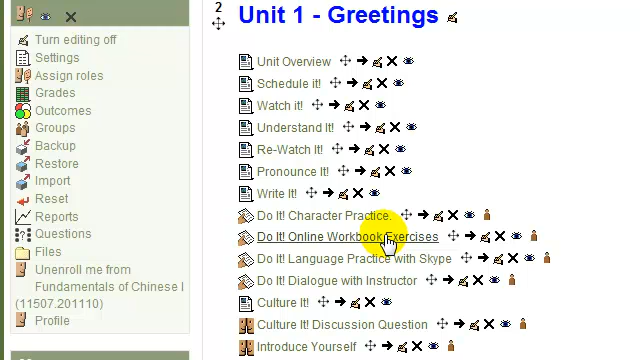 Turn editing off
Settings
Assign roles
Grades
Outcomes
Groups
Backup
Restore
Import
Reset
Reports
Questions
Files
Unenroll me from
Fundamentals of Chinese I
(11507.201110)
Profile
2
Unit 1 - Greetings
Unit Overview
Schedule it!
Watch it!
Understand It!
Re-Watch It!
Pronounce It!
Write It!
Do It! Character Practice.
Do It! Online Workbook Exercises
Do It! Language Practice with Skype
Do It! Dialogue with Instructor
Culture It!
Culture It! Discussion Question
Introduce Yourself